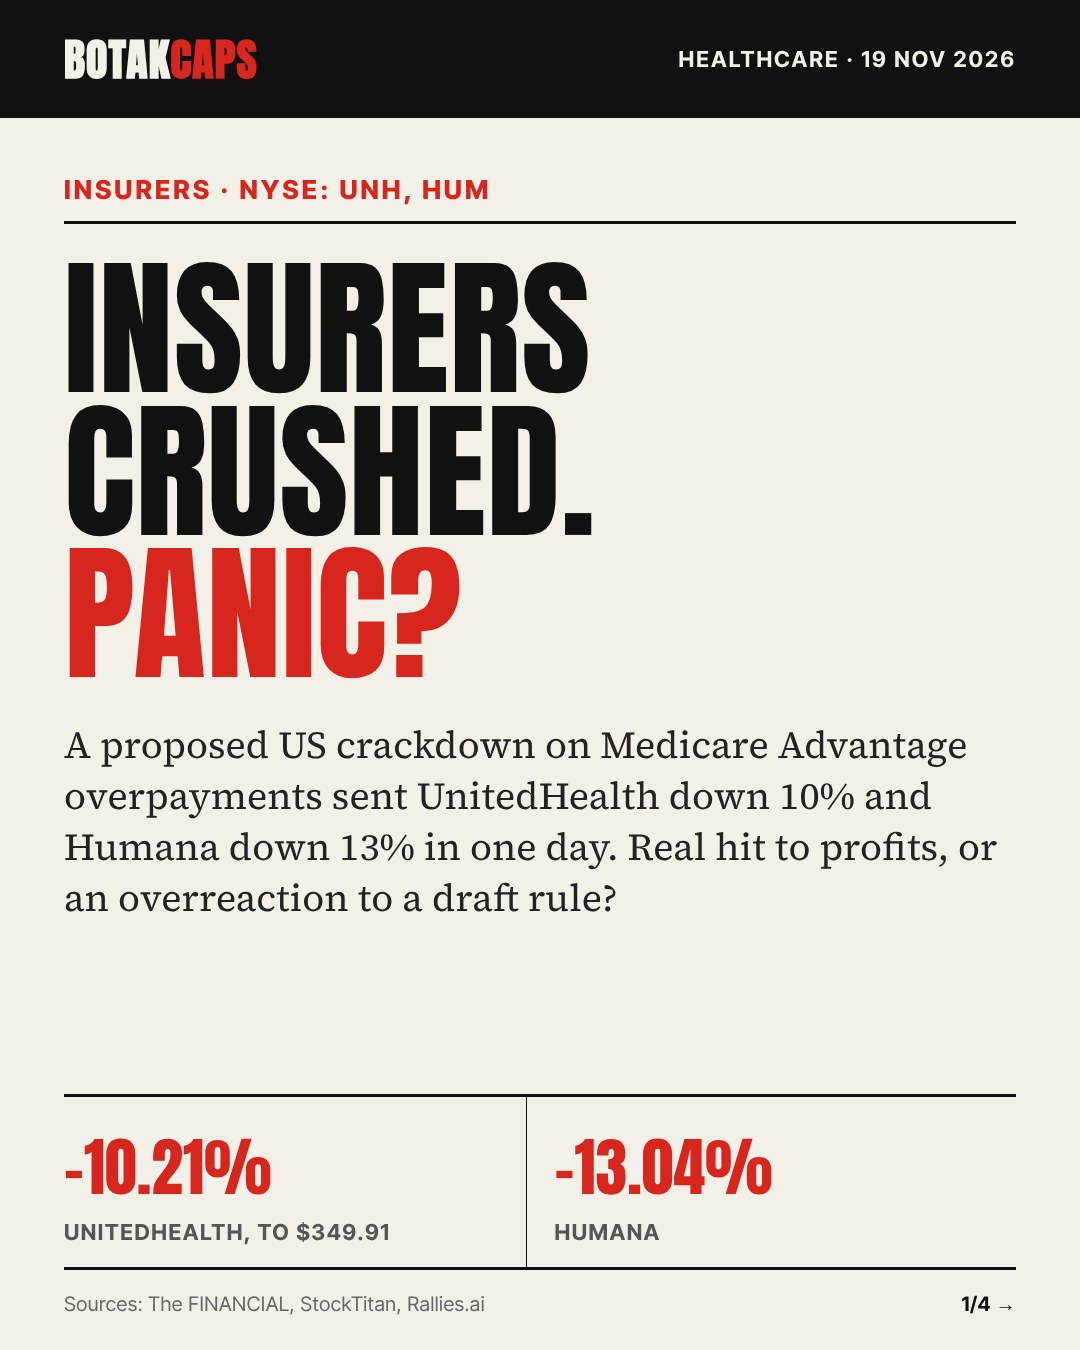 BOTAKCAPS
HEALTHCARE · 19 NOV 2026
INSURERS · NYSE: UNH, HUM
INSURERS
CRUSHED.
PANIC?
A proposed US crackdown on Medicare Advantage
overpayments sent UnitedHealth down 10% and
Humana down 13% in one day. Real hit to profits, or
an overreaction to a draft rule?
-10.21%
UNITEDHEALTH, TO $349.91
-13.04%
HUMANA
Sources: The FINANCIAL, StockTitan, Rallies.ai
1/4 →